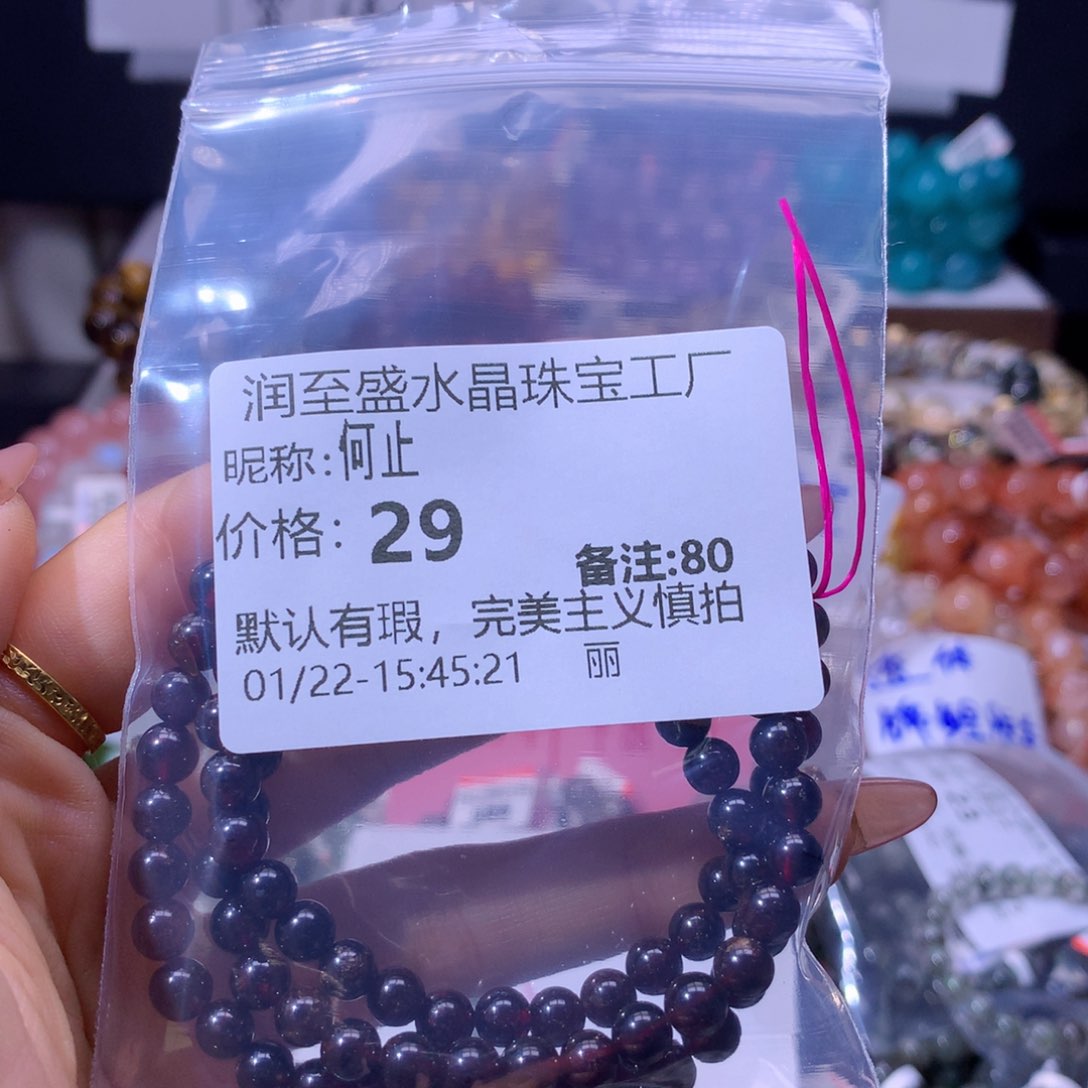 润至盛水晶珠宝工厂
昵称:何止
价格: 29
备注:80
默认有瑕，完美主义慎拍
01/22-15:45:21 丽